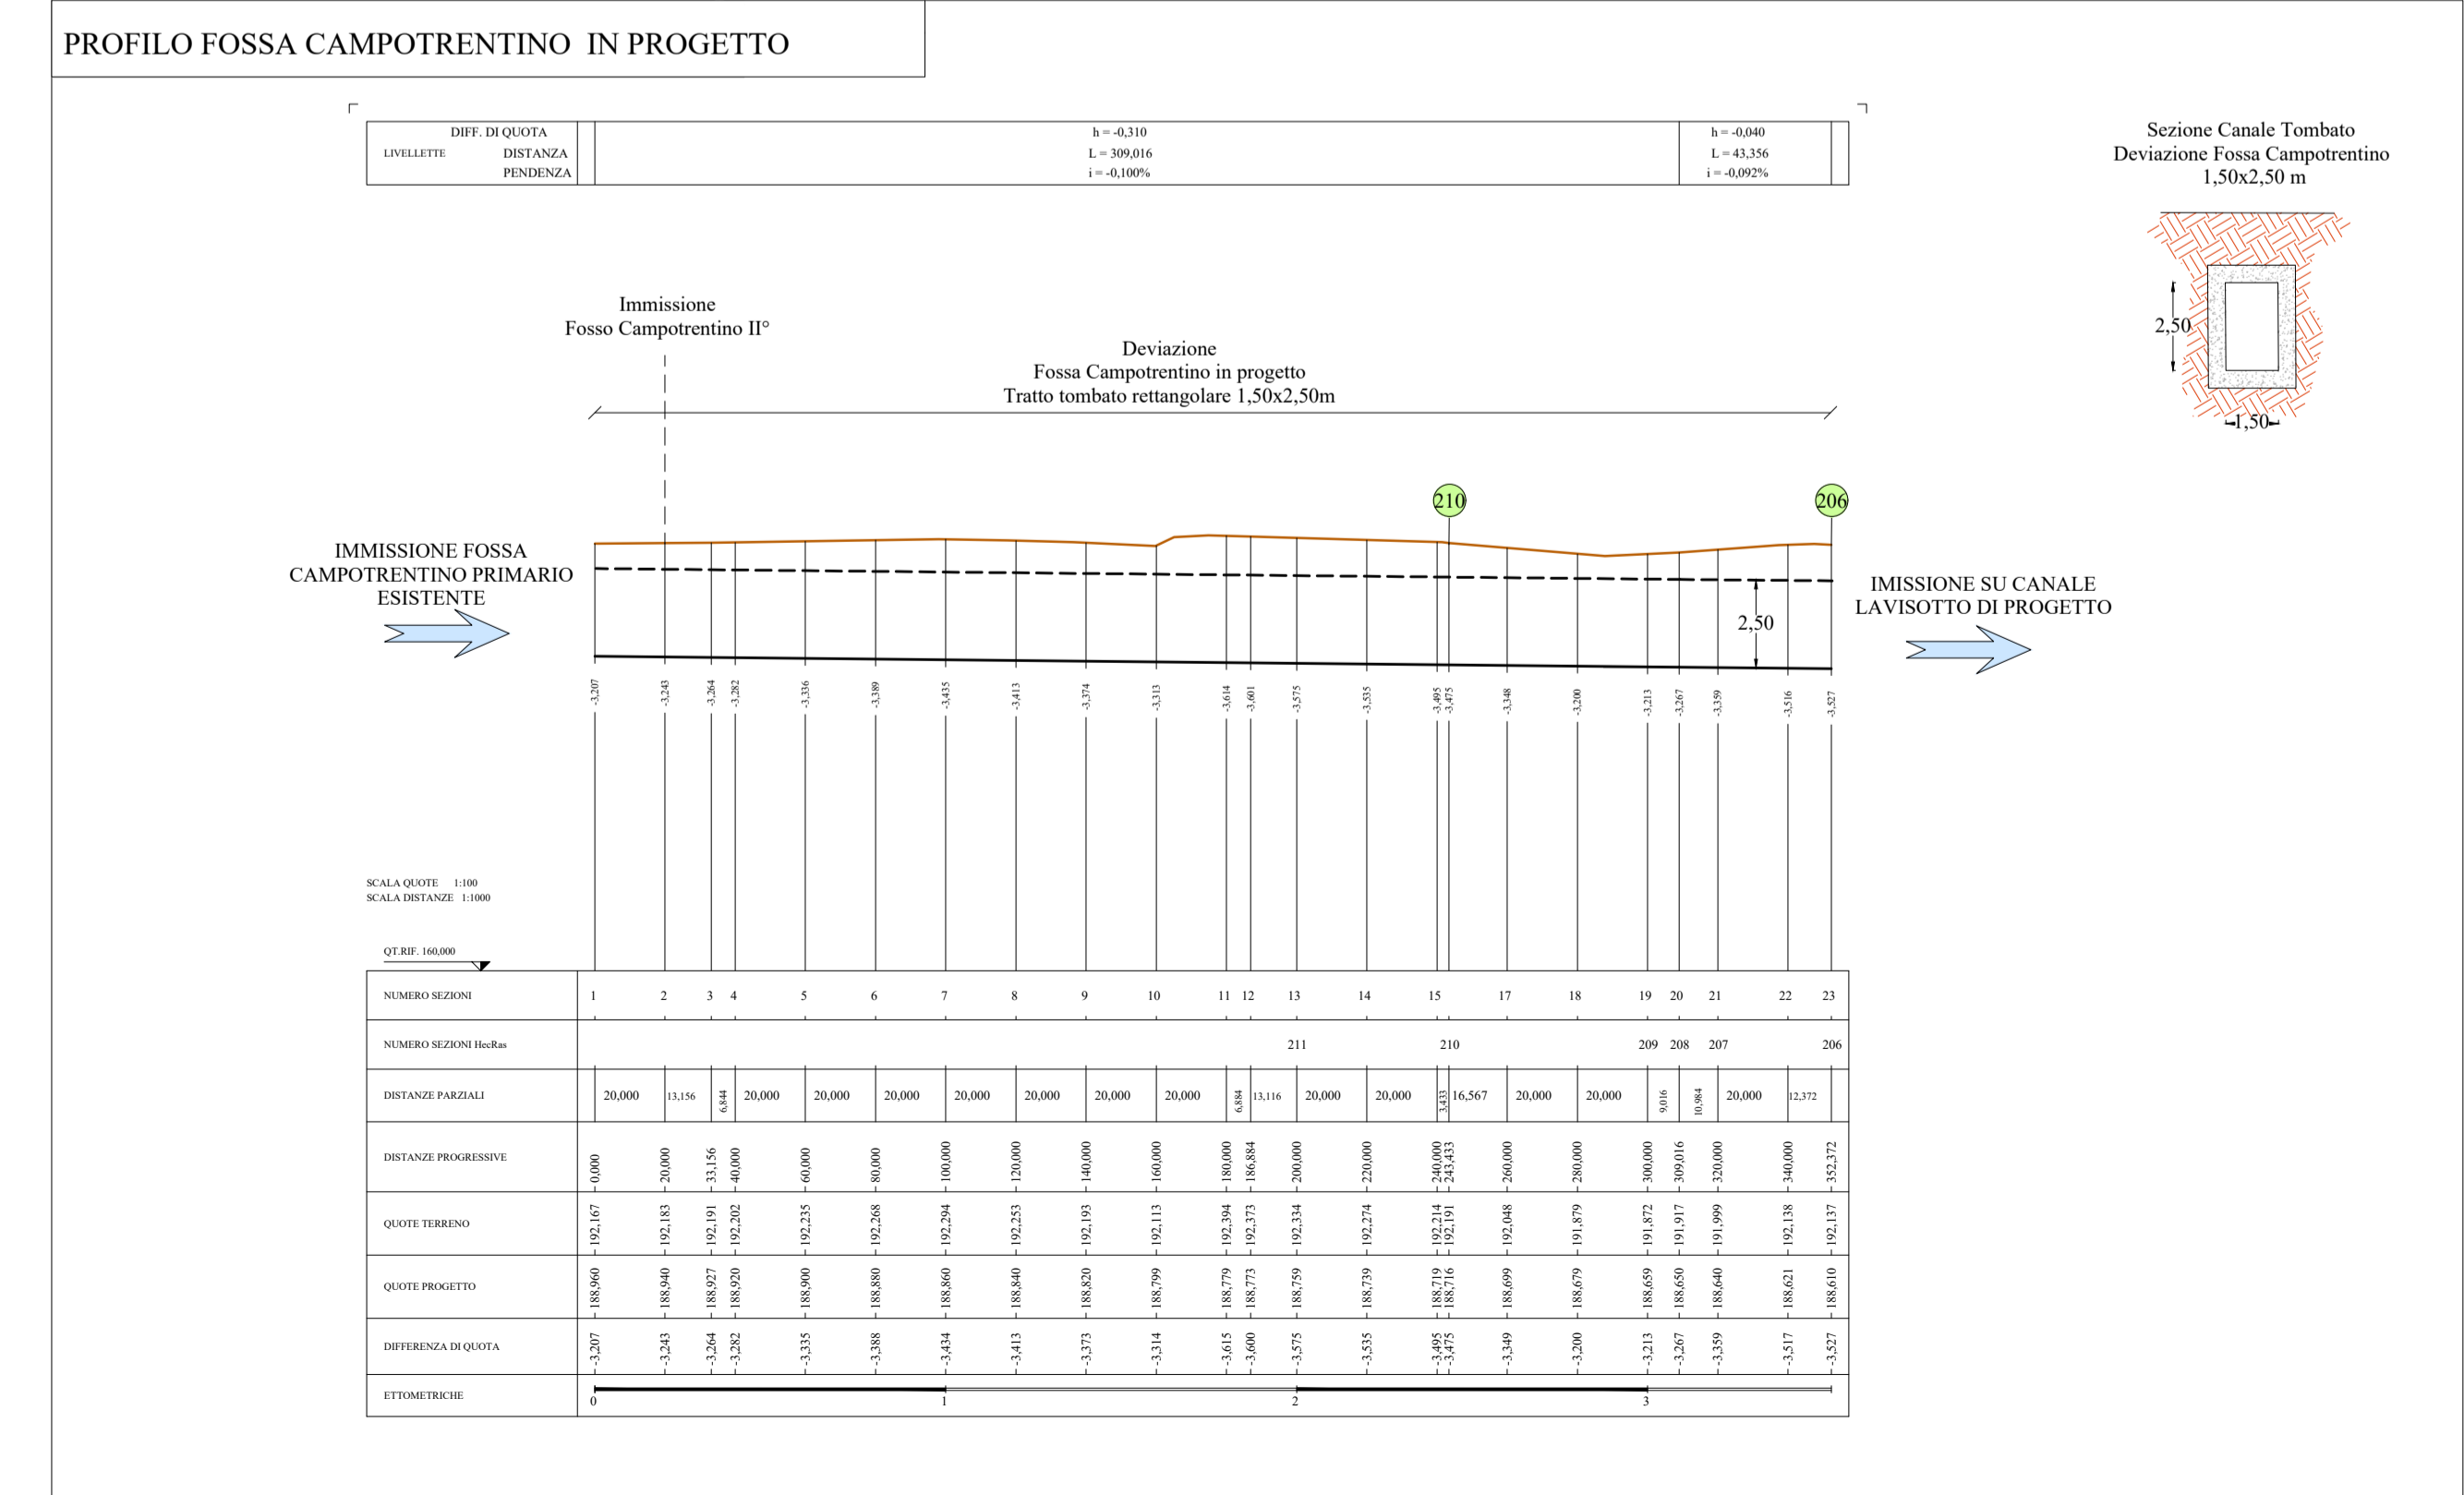 PROFILO FOSSA CAMPOTRENTINO IN PROGETTO
DIFF. DI QUOTA
LIVELLETTE DISTANZA
PENDENZA
h = -0,310
L = 309,016
i = -0,100%
h = -0,040
L = 43,356
i = -0,092%
Sezione Canale Tombato
Deviazione Fossa Campotrentino
1,50x2,50 m
2,50
1,50
Immissione
Fosso Campotrentino II°
Deviazione
Fossa Campotrentino in progetto
Tratto tombato rettangolare 1,50x2,50m
210
206
IMMISSIONE FOSSA
CAMPOTRENTINO PRIMARIO
ESISTENTE
IMISSIONE SU CANALE
LAVISOTTO DI PROGETTO
2,50
-3,207 -3,243 -3,264 -3,282 -3,336 -3,389 -3,435 -3,413 -3,374 -3,313 -3,614 -3,601 -3,575 -3,535 -3,495 -3,475 -3,348 -3,200 -3,213 -3,267 -3,359 -3,516 -3,527
SCALA QUOTE 1:100
SCALA DISTANZE 1:1000
QT.RIF. 160,000
NUMERO SEZIONI 1 2 3 4 5 6 7 8 9 10 11 12 13 14 15 17 18 19 20 21 22 23
NUMERO SEZIONI HecRas 211 210 209 208 207 206
DISTANZE PARZIALI 20,000 13,156 6,844 20,000 20,000 20,000 20,000 20,000 20,000 20,000 6,884 13,116 20,000 20,000 3,433 16,567 20,000 20,000 9,016 10,984 20,000 12,372
DISTANZE PROGRESSIVE 0,000 20,000 33,156 40,000 60,000 80,000 100,000 120,000 140,000 160,000 180,000 186,884 200,000 220,000 240,000 243,433 260,000 280,000 300,000 309,016 320,000 340,000 352,372
QUOTE TERRENO 192,167 192,183 192,191 192,202 192,235 192,268 192,294 192,253 192,193 192,113 192,394 192,373 192,334 192,274 192,214 192,191 192,048 191,879 191,872 191,917 191,999 192,138 192,137
QUOTE PROGETTO 188,960 188,940 188,927 188,920 188,900 188,880 188,860 188,840 188,820 188,799 188,779 188,773 188,759 188,739 188,719 188,716 188,699 188,679 188,659 188,650 188,640 188,621 188,610
DIFFERENZA DI QUOTA -3,207 -3,243 -3,264 -3,282 -3,335 -3,388 -3,434 -3,413 -3,373 -3,314 -3,615 -3,600 -3,575 -3,535 -3,495 -3,475 -3,349 -3,200 -3,213 -3,267 -3,359 -3,517 -3,527
ETTOMETRICHE 0 1 2 3